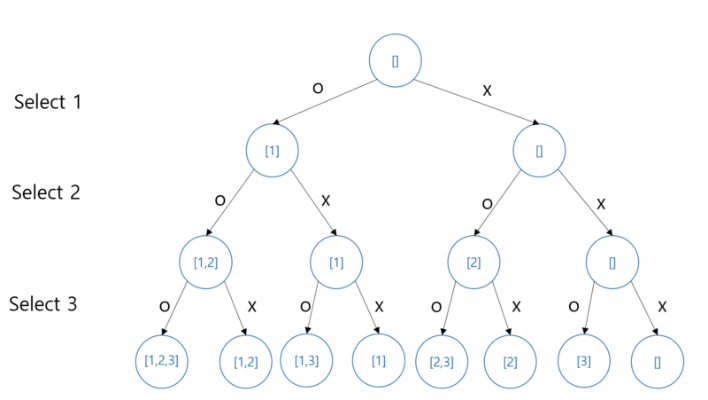 []
O X
Select 1
[1] []
Select 2
O X O X
[1,2] [1] [2] []
Select 3
O X O X O X O X
[1,2,3] [1,2] [1,3] [1] [2,3] [2] [3] []